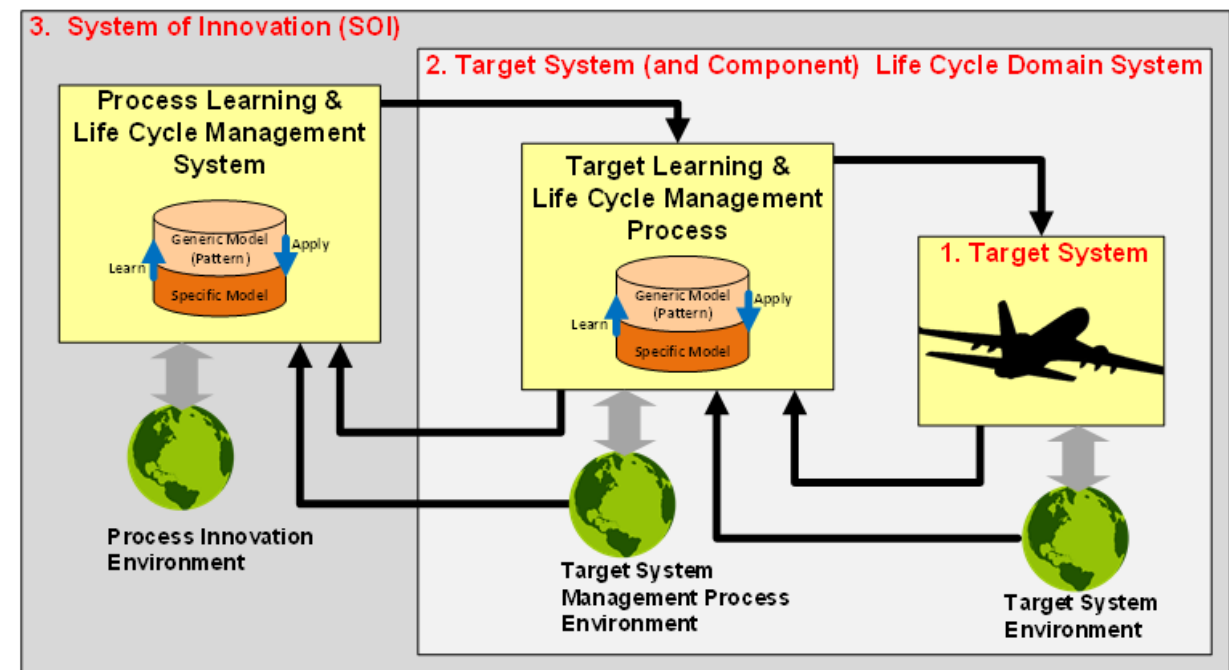 3. System of Innovation (SOI)
2. Target System (and Component) Life Cycle Domain System
Process Learning &
Life Cycle Management
System
Generic Model
(Pattern)
Apply
Learn
Specific Model
Target Learning &
Life Cycle Management
Process
Generic Model
(Pattern)
Apply
Learn
Specific Model
1. Target System
Process Innovation
Environment
Target System
Management Process
Environment
Target System
Environment